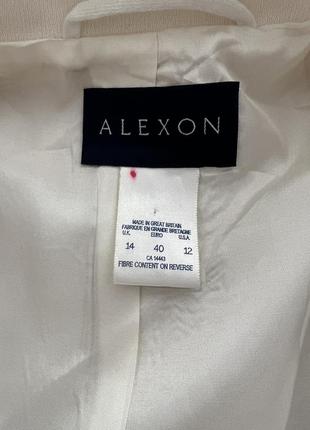 ALEXON
MADE IN GREAT BRITAIN
FABRIQUE EN GRANDE BRETAGNE
U.K. EURO U.S.A.
14 40 12
CA 14443
FIBRE CONTENT ON REVERSE